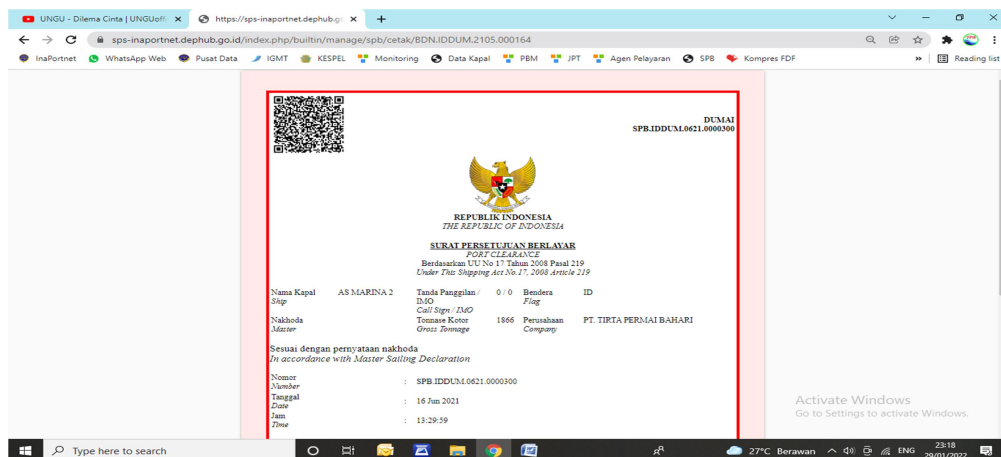 UNGU - Dilema Cinta | UNGUoffi
https://sps-inaportnet.dephub.g
sps-inaportnet.dephub.go.id/index.php/builtin/manage/spb/cetak/BDN.IDDUM.2105.000164
InaPortnet WhatsApp Web Pusat Data IGMT KESPEL Monitoring Data Kapal PBM JPT Agen Pelayaran SPB Kompres FDF » Reading list
DUMAI
SPB.IDDUM.0621.0000300
REPUBLIK INDONESIA
THE REPUBLIC OF INDONESIA
SURAT PERSETUJUAN BERLAYAR
PORT CLEARANCE
Berdasarkan UU No 17 Tahun 2008 Pasal 219
Under This Shipping Act No.17, 2008 Article 219
Nama Kapal AS MARINA 2 Tanda Panggilan / 0 / 0 Bendera ID
Ship IMO Flag
Call Sign / IMO
Nakhoda Tonnase Kotor 1866 Perusahaan PT. TIRTA PERMAI BAHARI
Master Gross Tonnage Company
Sesuai dengan pernyataan nakhoda
In accordance with Master Sailing Declaration
Nomor
Number : SPB.IDDUM.0621.0000300
Tanggal
Date : 16 Jun 2021
Jam
Time : 13:29:59
Activate Windows
Go to Settings to activate Windows.
Type here to search
27°C Berawan ENG 23:18
29/01/2022